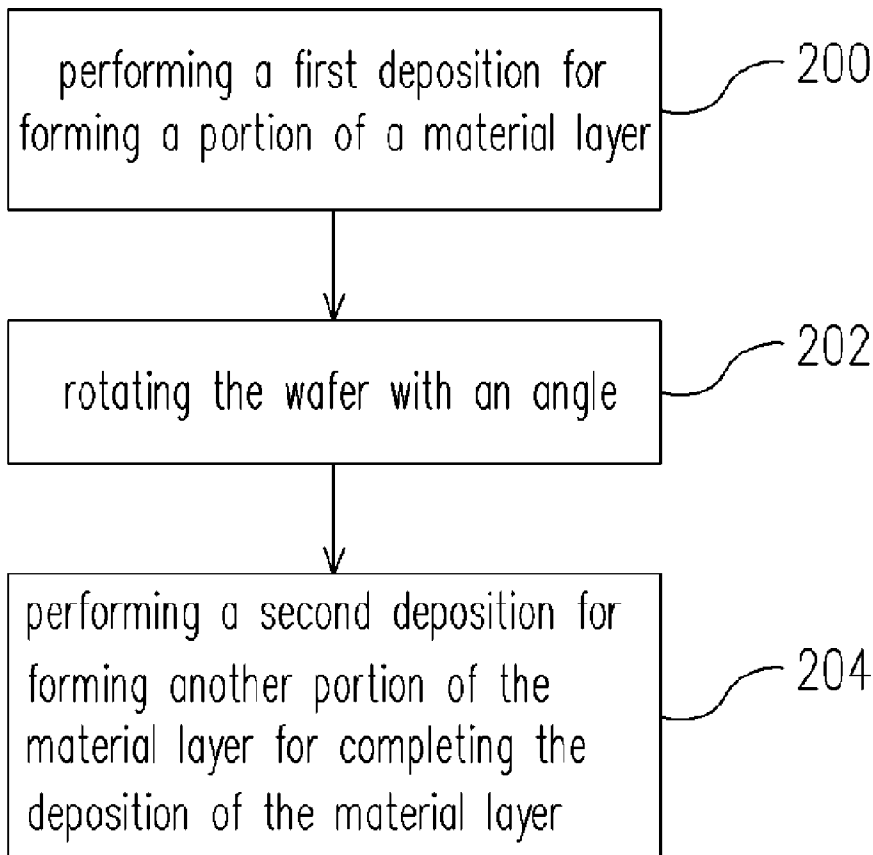 performing a first deposition for
forming a portion of a material layer
200
rotating the wafer with an angle
202
performing a second deposition for
forming another portion of the
material layer for completing the
deposition of the material layer
204